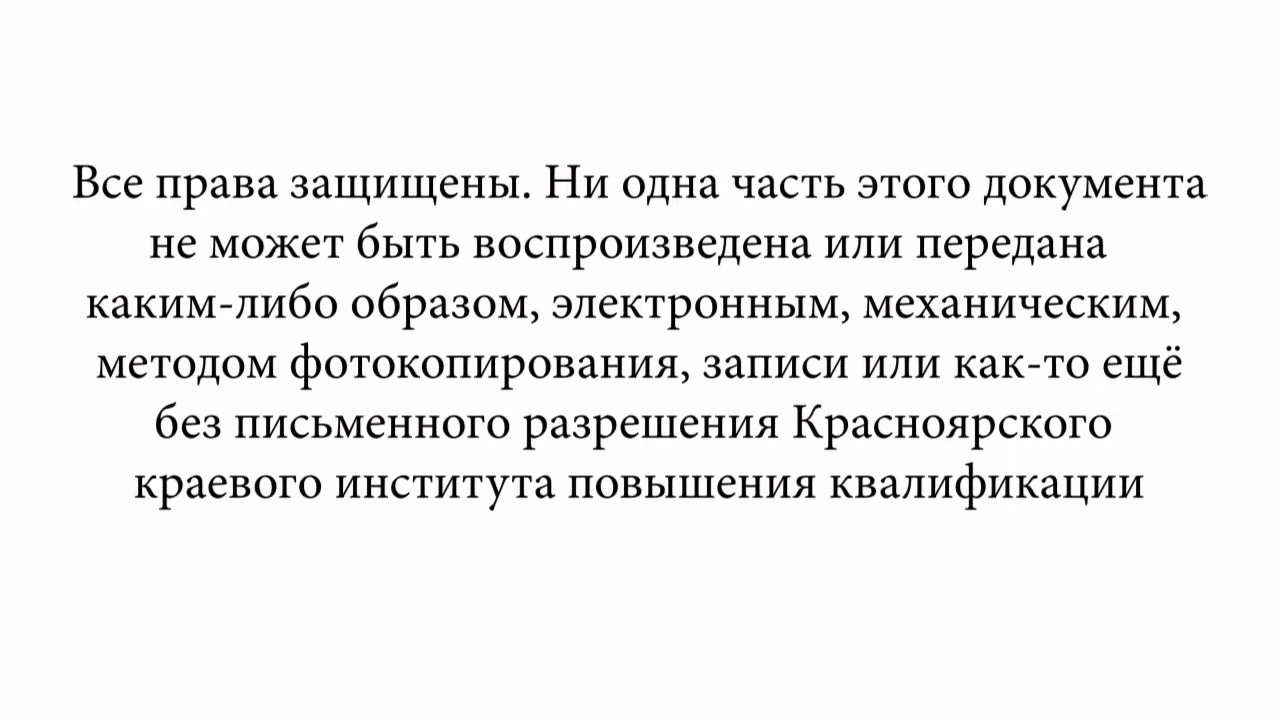 Все права защищены. Ни одна часть этого документа
не может быть воспроизведена или передана
каким-либо образом, электронным, механическим,
методом фотокопирования, записи или как-то ещё
без письменного разрешения Красноярского
краевого института повышения квалификации